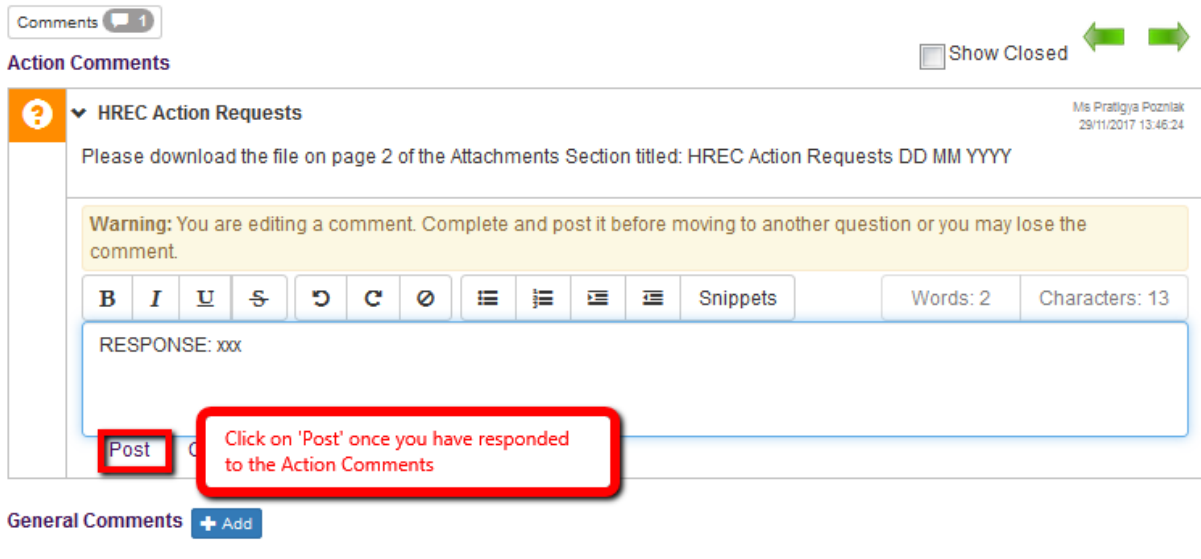 Comments 1
Show Closed
Action Comments
HREC Action Requests
Ms Pratigya Pozniak
29/11/2017 13:46:24
Please download the file on page 2 of the Attachments Section titled: HREC Action Requests DD MM YYYY
Warning: You are editing a comment. Complete and post it before moving to another question or you may lose the
comment.
B I U S Snippets Words: 2 Characters: 13
RESPONSE: xxx
Post
Click on 'Post' once you have responded
to the Action Comments
General Comments + Add